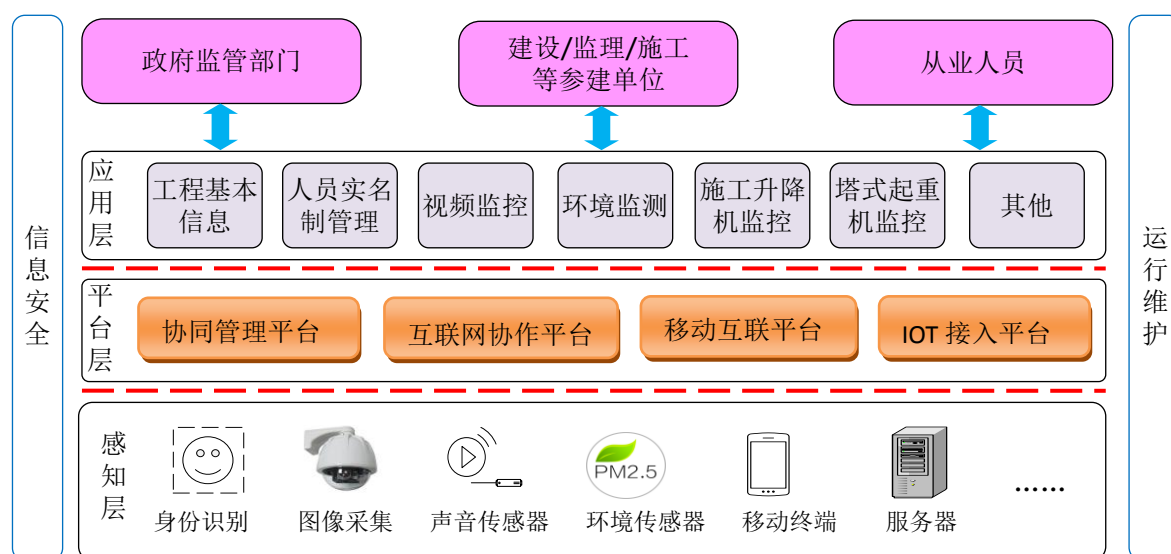 政府监管部门
建设/监理/施工
等参建单位
从业人员
信息安全
运行维护
应用层
工程基本
信息
人员实名
制管理
视频监控
环境监测
施工升降
机监控
塔式起重
机监控
其他
平台层
协同管理平台
互联网协作平台
移动互联平台
IOT 接入平台
感知层
PM2.5
……
身份识别
图像采集
声音传感器
环境传感器
移动终端
服务器